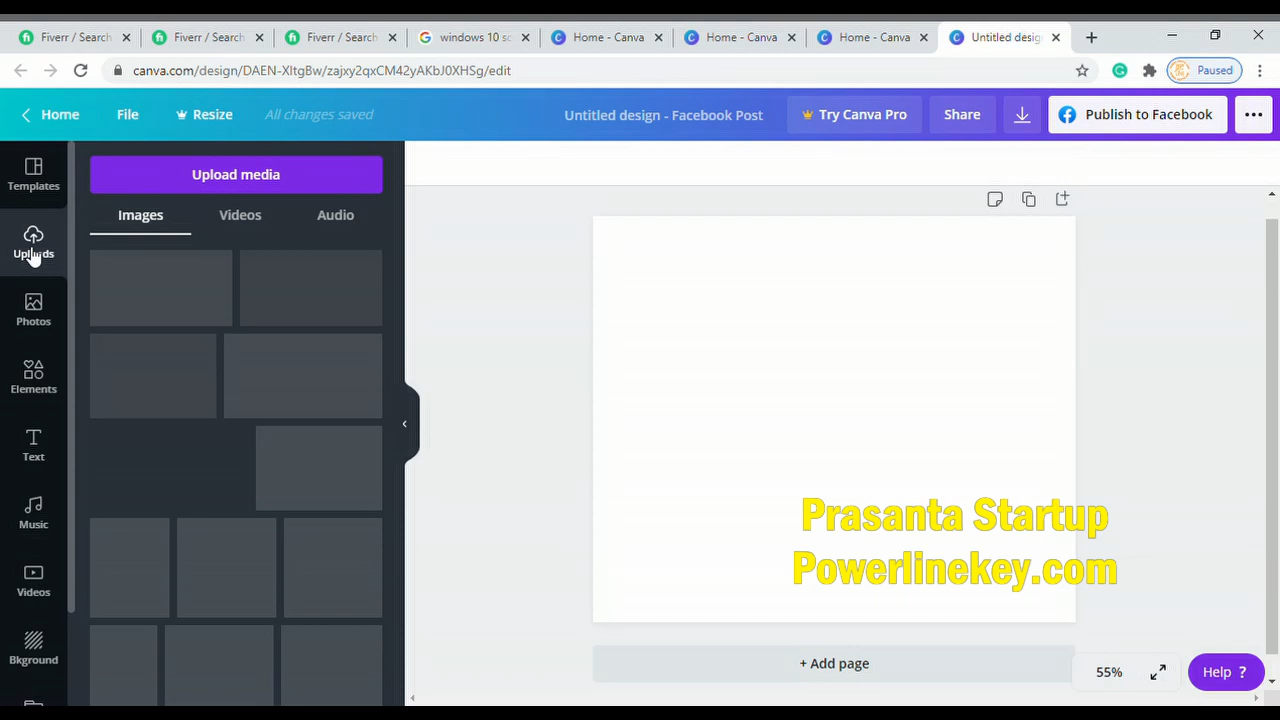 Fiverr / Search
Fiverr / Search
Fiverr / Search
windows 10 sc
Home - Canva
Home - Canva
Home - Canva
Untitled desig
canva.com/design/DAEN-XItgBw/zajxy2qxCM42yAKbJ0XHSg/edit
Paused
Home
File
Resize
All changes saved
Untitled design - Facebook Post
Try Canva Pro
Share
Publish to Facebook
Templates
Uploads
Photos
Elements
Text
Music
Videos
Bkground
Upload media
Images
Videos
Audio
Prasanta Startup
Powerlinekey.com
+ Add page
55%
Help ?